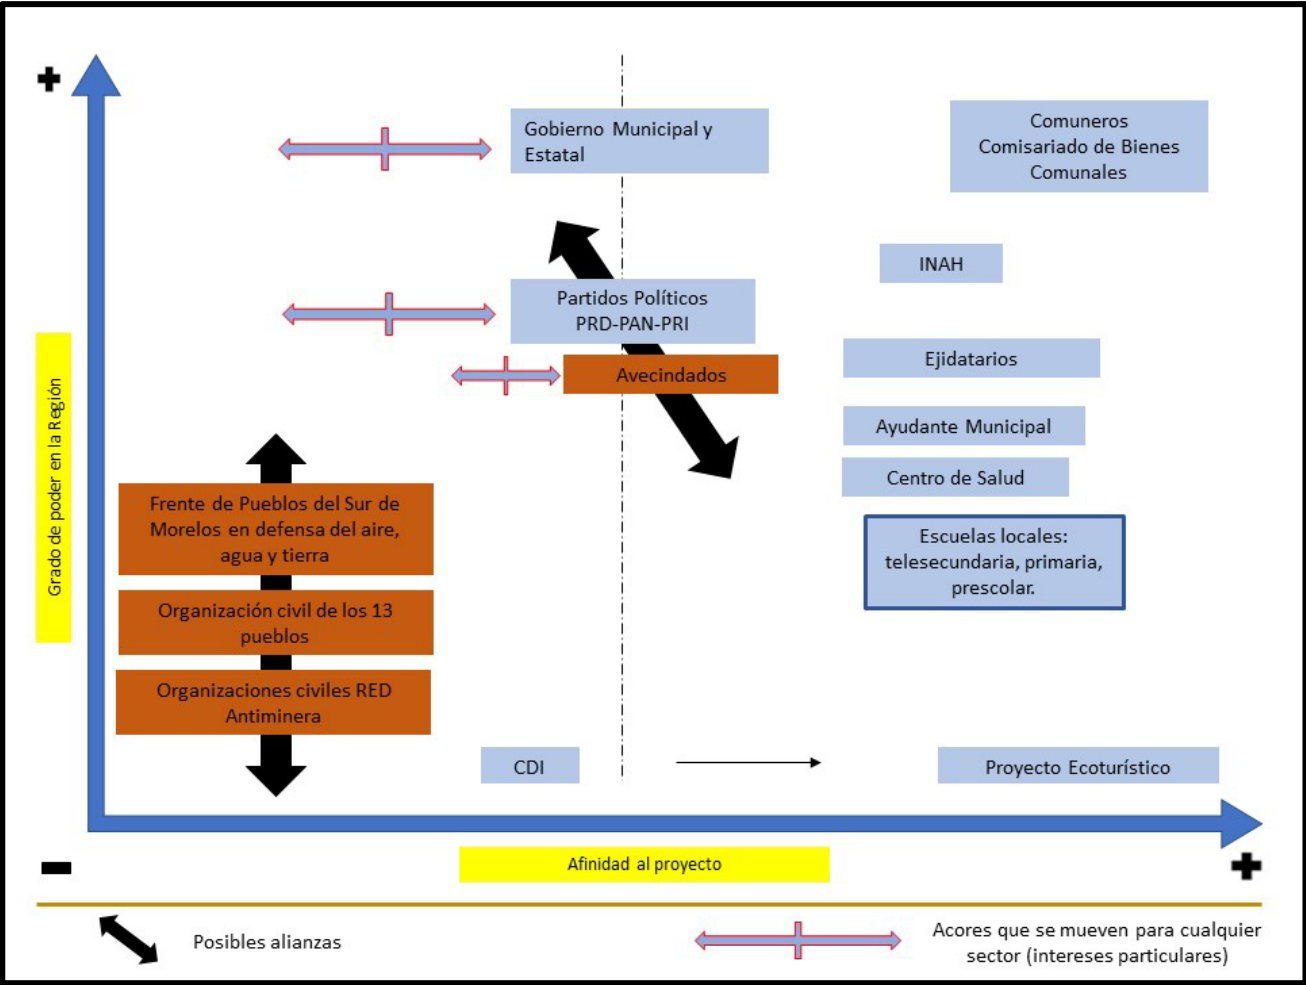 Gobierno Municipal y
Estatal
Comuneros
Comisariado de Bienes
Comunales
INAH
Partidos Políticos
PRD-PAN-PRI
Avecindados
Ejidatarios
Ayudante Municipal
Centro de Salud
Escuelas locales:
telesecundaria, primaria,
prescolar.
Grado de poder en la Región
Frente de Pueblos del Sur de
Morelos en defensa del aire,
agua y tierra
Organización civil de los 13
pueblos
Organizaciones civiles RED
Antiminera
CDI
Proyecto Ecoturístico
Afinidad al proyecto
Posibles alianzas
Acores que se mueven para cualquier
sector (intereses particulares)